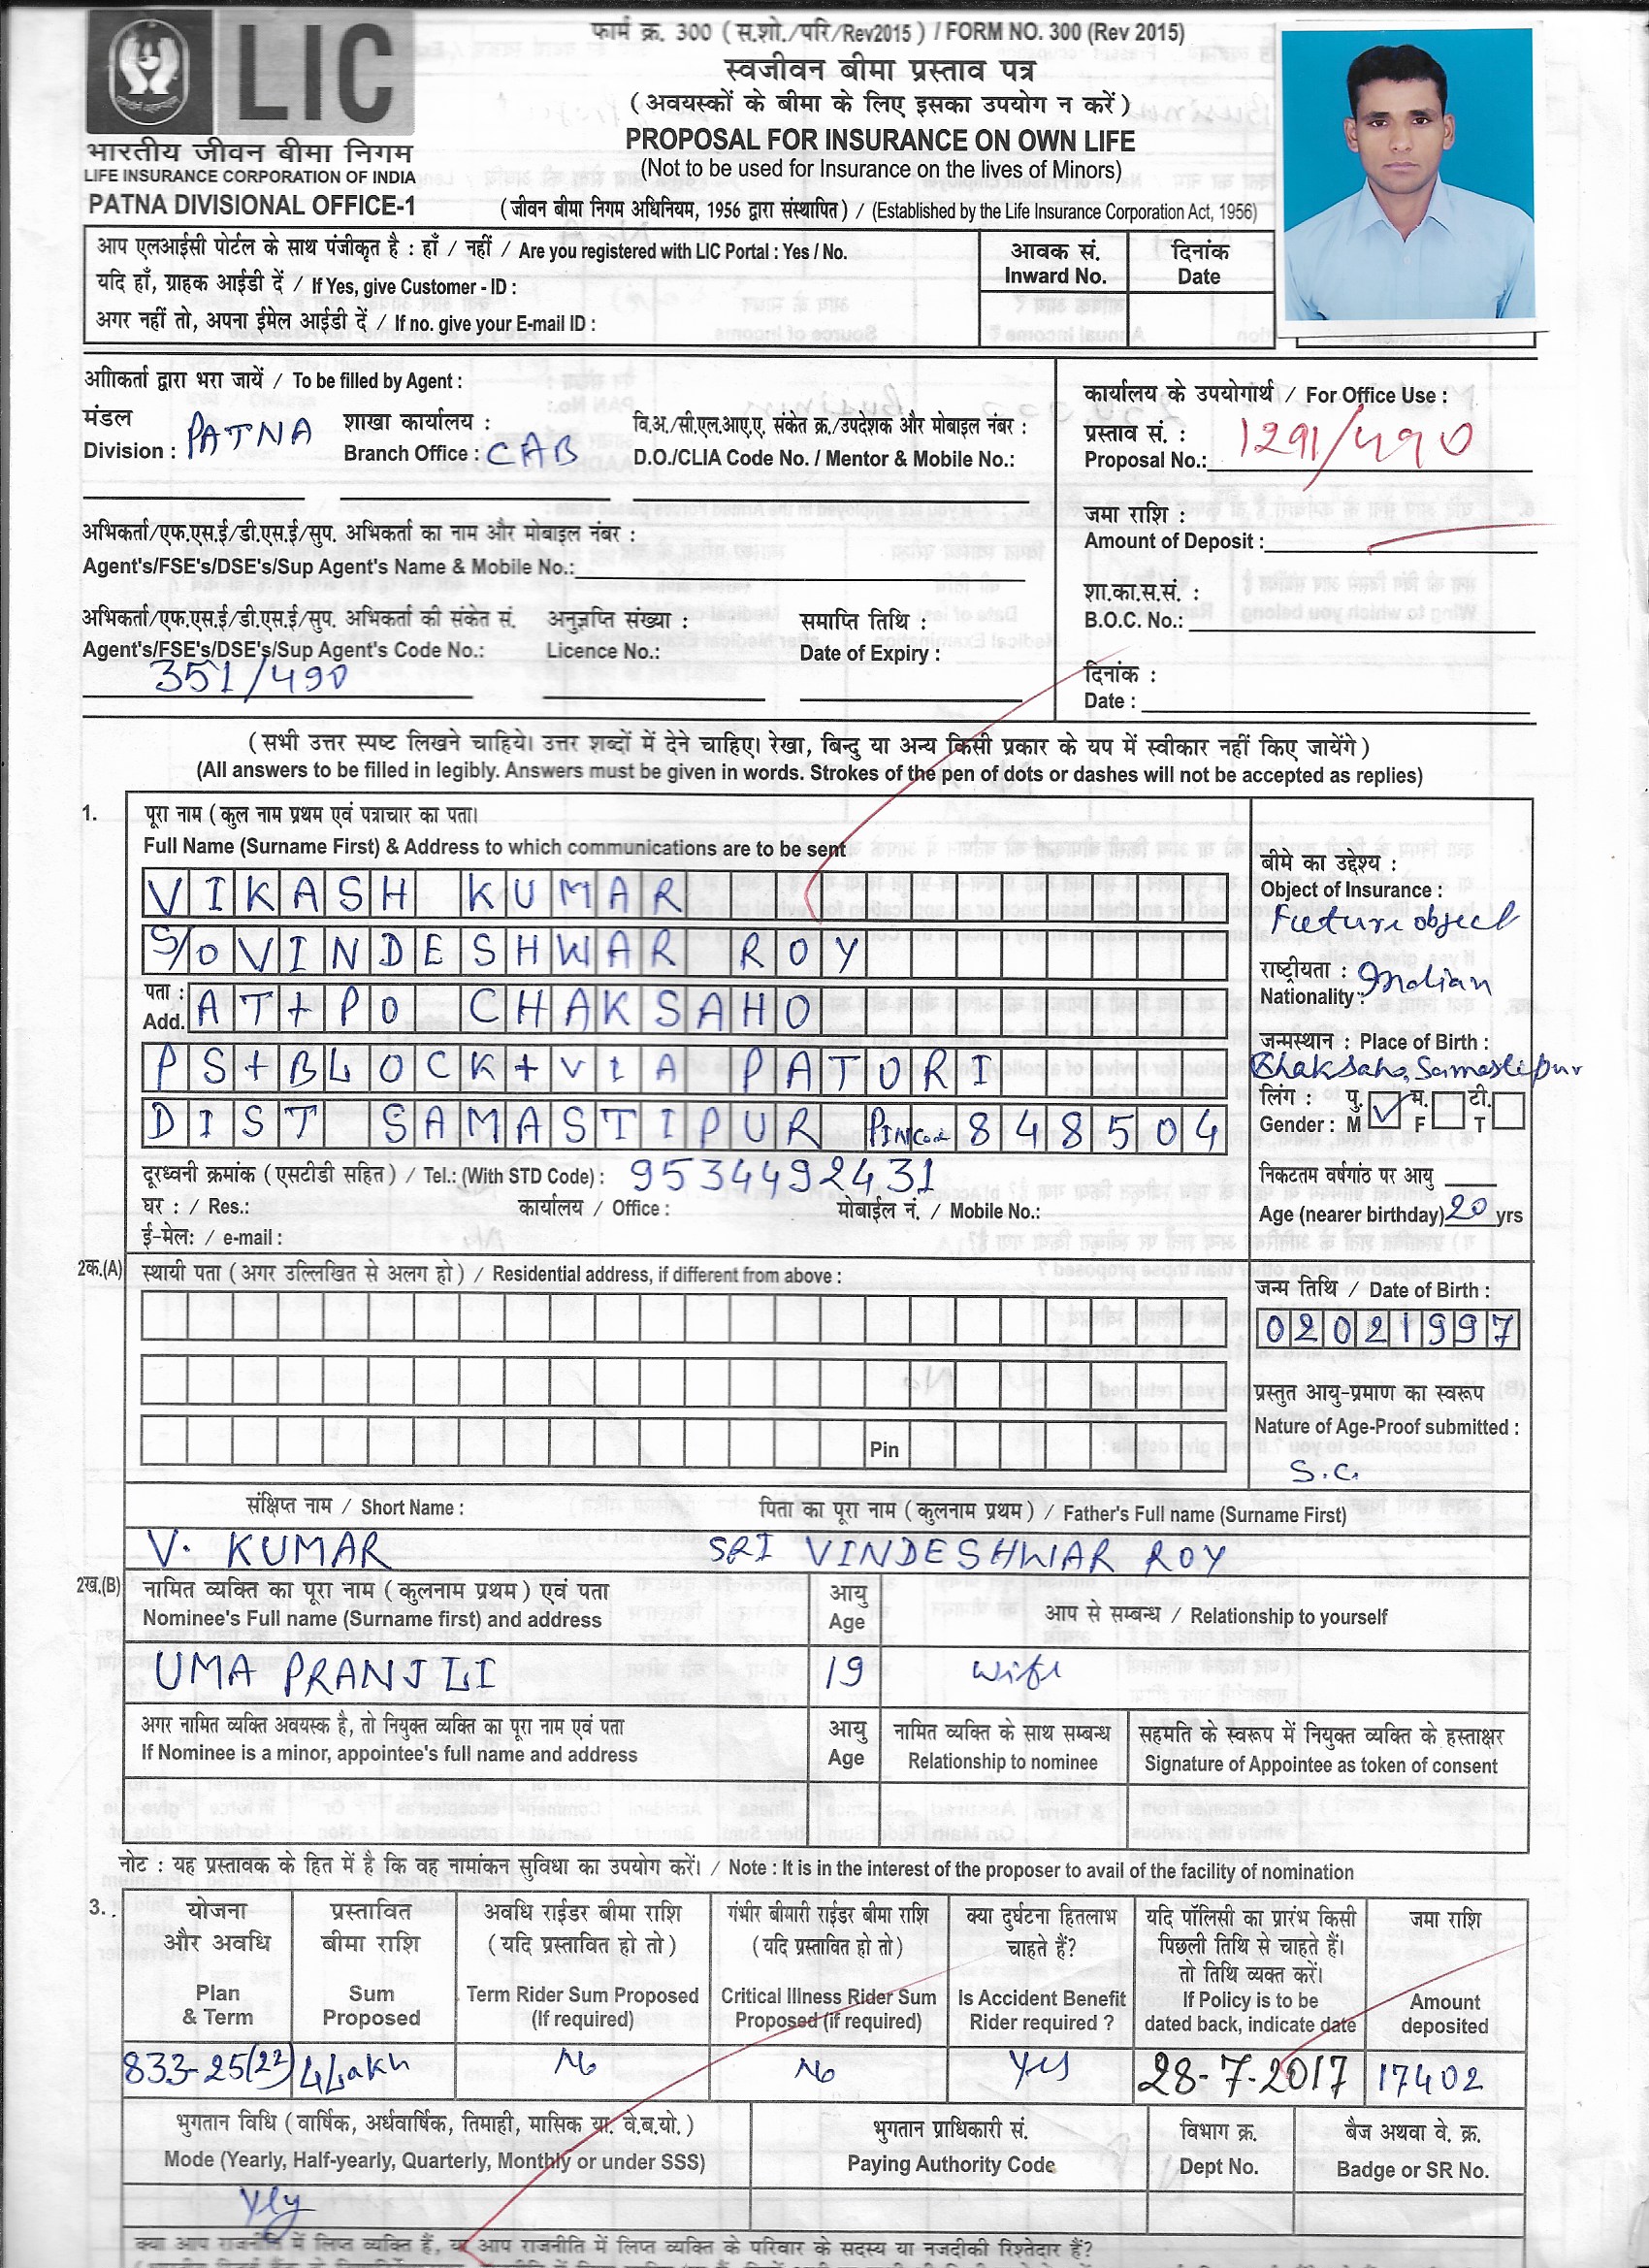 फार्म क्र. 300 ( स.शो./परि/Rev2015 ) / FORM NO. 300 (Rev 2015)
स्वजीवन बीमा प्रस्ताव पत्र
( अवयस्कों के बीमा के लिए इसका उपयोग न करें )
PROPOSAL FOR INSURANCE ON OWN LIFE
(Not to be used for Insurance on the lives of Minors)
LIC
भारतीय जीवन बीमा निगम
LIFE INSURANCE CORPORATION OF INDIA
PATNA DIVISIONAL OFFICE-1
( जीवन बीमा निगम अधिनियम, 1956 द्वारा संस्थापित ) / (Established by the Life Insurance Corporation Act, 1956)
आप एलआईसी पोर्टल के साथ पंजीकृत है : हाँ / नहीं / Are you registered with LIC Portal : Yes / No.
यदि हाँ, ग्राहक आईडी दें / If Yes, give Customer - ID :
अगर नहीं तो, अपना ईमेल आईडी दें / If no. give your E-mail ID :
आवक सं. Inward No.
दिनांक Date
अाीकर्ता द्वारा भरा जायें / To be filled by Agent :
मंडल Division : PATNA
शाखा कार्यालय : Branch Office : CAB
वि.अ./सी.एल.आए.ए. संकेत क्र./उपदेशक और मोबाइल नंबर :
D.O./CLIA Code No. / Mentor & Mobile No.:
कार्यालय के उपयोगार्थ / For Office Use :
प्रस्ताव सं. :
Proposal No.: 1291/490
जमा राशि :
Amount of Deposit :
अभिकर्ता/एफ.एस.ई/डी.एस.ई/सुप. अभिकर्ता का नाम और मोबाइल नंबर :
Agent's/FSE's/DSE's/Sup Agent's Name & Mobile No.:
शा.का.स.सं. :
B.O.C. No.:
अभिकर्ता/एफ.एस.ई/डी.एस.ई/सुप. अभिकर्ता की संकेत सं.
Agent's/FSE's/DSE's/Sup Agent's Code No.:
351/490
अनुज्ञप्ति संख्या :
Licence No.:
समाप्ति तिथि :
Date of Expiry :
दिनांक :
Date :
( सभी उत्तर स्पष्ट लिखने चाहिये। उत्तर शब्दों में देने चाहिए। रेखा, बिन्दु या अन्य किसी प्रकार के यप में स्वीकार नहीं किए जायेंगे )
(All answers to be filled in legibly. Answers must be given in words. Strokes of the pen of dots or dashes will not be accepted as replies)
1. पूरा नाम ( कुल नाम प्रथम एवं पत्राचार का पता।
Full Name (Surname First) & Address to which communications are to be sent
VIKASH KUMAR
S/O VINDESHWAR ROY
पता : Add. AT+PO CHAKSAHO
PS+BLOCK+VIA PATORI
DIST SAMASTIPUR PINCod 848504
दूरध्वनी क्रमांक ( एसटीडी सहित ) / Tel.: (With STD Code) : 9534492431
घर : / Res.: कार्यालय / Office : मोबाईल नं. / Mobile No.:
ई-मेलः / e-mail :
बीमे का उद्देश्य :
Object of Insurance :
Future object
राष्ट्रीयता :
Nationality : Indian
जन्मस्थान : Place of Birth :
Chaksaho, Samastipur
लिंग : पु. म. टी.
Gender : M F T
निकटतम वर्षगांठ पर आयु
Age (nearer birthday) 20 yrs
2क.(A) स्थायी पता ( अगर उल्लिखित से अलग हो ) / Residential address, if different from above :
Pin
जन्म तिथि / Date of Birth :
02021997
प्रस्तुत आयु-प्रमाण का स्वरूप
Nature of Age-Proof submitted :
S.C.
संक्षिप्त नाम / Short Name : पिता का पूरा नाम ( कुलनाम प्रथम ) / Father's Full name (Surname First)
V. KUMAR SRI VINDESHWAR ROY
2ख.(B) नामित व्यक्ति का पूरा नाम ( कुलनाम प्रथम ) एवं पता
Nominee's Full name (Surname first) and address
आयु Age
आप से सम्बन्ध / Relationship to yourself
UMA PRANJLI 19 Wife
अगर नामित व्यक्ति अवयस्क है, तो नियुक्त व्यक्ति का पूरा नाम एवं पता
If Nominee is a minor, appointee's full name and address
आयु Age
नामित व्यक्ति के साथ सम्बन्ध
Relationship to nominee
सहमति के स्वरूप में नियुक्त व्यक्ति के हस्ताक्षर
Signature of Appointee as token of consent
नोट : यह प्रस्तावक के हित में है कि वह नामांकन सुविधा का उपयोग करें। / Note : It is in the interest of the proposer to avail of the facility of nomination
3. योजना और अवधि Plan & Term
प्रस्तावित बीमा राशि Sum Proposed
अवधि राईडर बीमा राशि ( यदि प्रस्तावित हो तो ) Term Rider Sum Proposed (If required)
गंभीर बीमारी राईडर बीमा राशि ( यदि प्रस्तावित हो तो ) Critical Illness Rider Sum Proposed (if required)
क्या दुर्घटना हितलाभ चाहते हैं? Is Accident Benefit Rider required ?
यदि पॉलिसी का प्रारंभ किसी पिछली तिथि से चाहते हैं। तो तिथि व्यक्त करें। If Policy is to be dated back, indicate date
जमा राशि Amount deposited
833-25(22) 4Lakh No No Yes 28-7-2017 17402
भुगतान विधि ( वार्षिक, अर्धवार्षिक, तिमाही, मासिक या. वे.ब.यो. )
Mode (Yearly, Half-yearly, Quarterly, Monthly or under SSS)
भुगतान प्राधिकारी सं.
Paying Authority Code
विभाग क्र.
Dept No.
बैज अथवा वे. क्र.
Badge or SR No.
Yly
क्या आप राजनीति में लिप्त व्यक्ति हैं, या आप राजनीति में लिप्त व्यक्ति के परिवार के सदस्य या नजदीकी रिश्तेदार हैं?